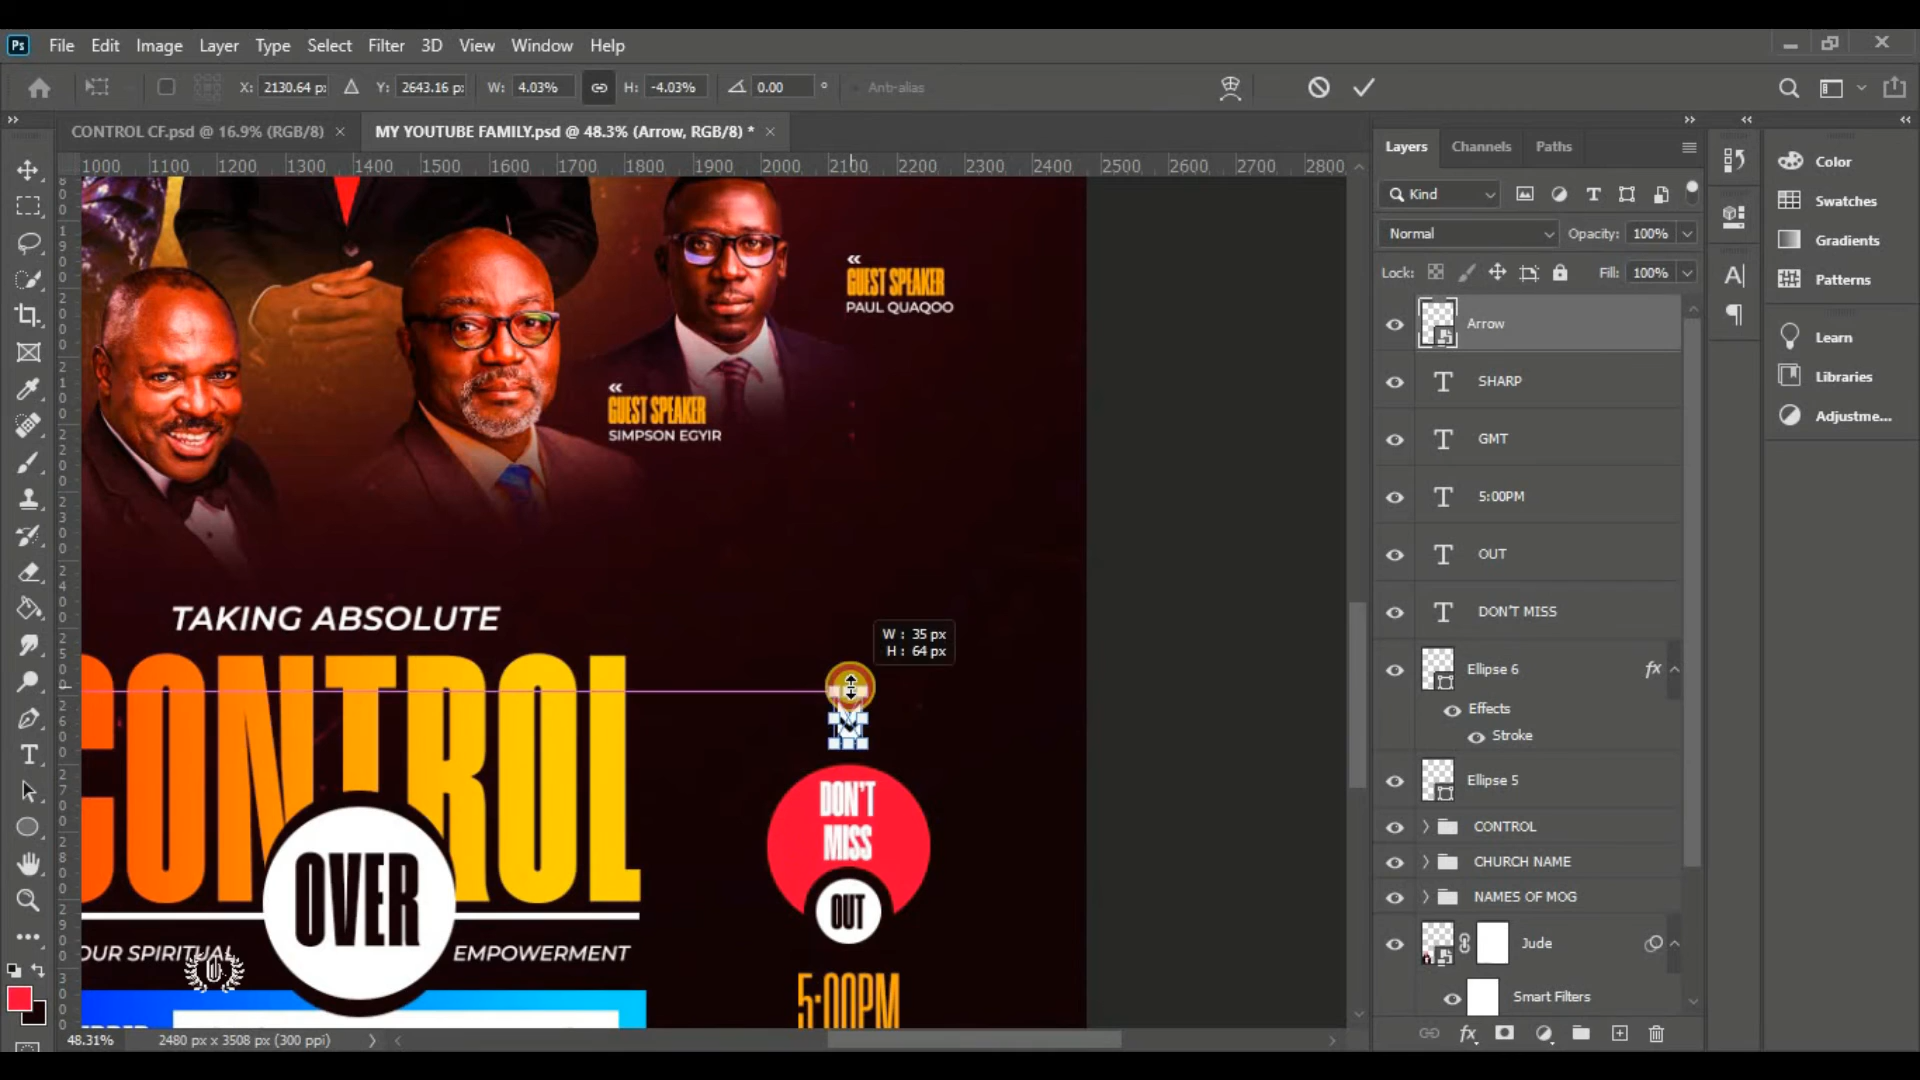 Ps File Edit Image Layer Type Select Filter 3D View Window Help
X: 2130.64 px Y: 2643.16 px W: 4.03% H: -4.03% 0.00 ° Anti-alias
CONTROL CF.psd @ 16.9% (RGB/8) × MY YOUTUBE FAMILY.psd @ 48.3% (Arrow, RGB/8) * ×
1000 1100 1200 1300 1400 1500 1600 1700 1800 1900 2000 2100 2200 2300 2400 2500 2600 2700 2800
GUEST SPEAKER
PAUL QUAQOO
GUEST SPEAKER
SIMPSON EGYIR
TAKING ABSOLUTE
CONTROL
OVER
OUR SPIRITUAL
EMPOWERMENT
W : 35 px
H : 64 px
DON'T
MISS
OUT
5:00PM
48.31% 2480 px x 3508 px (300 ppi)
Layers Channels Paths
Kind
Normal Opacity: 100%
Lock: Fill: 100%
Arrow
SHARP
GMT
5:00PM
OUT
DON'T MISS
Ellipse 6 fx
Effects
Stroke
Ellipse 5
CONTROL
CHURCH NAME
NAMES OF MOG
Jude
Smart Filters
Color
Swatches
Gradients
Patterns
Learn
Libraries
Adjustme...